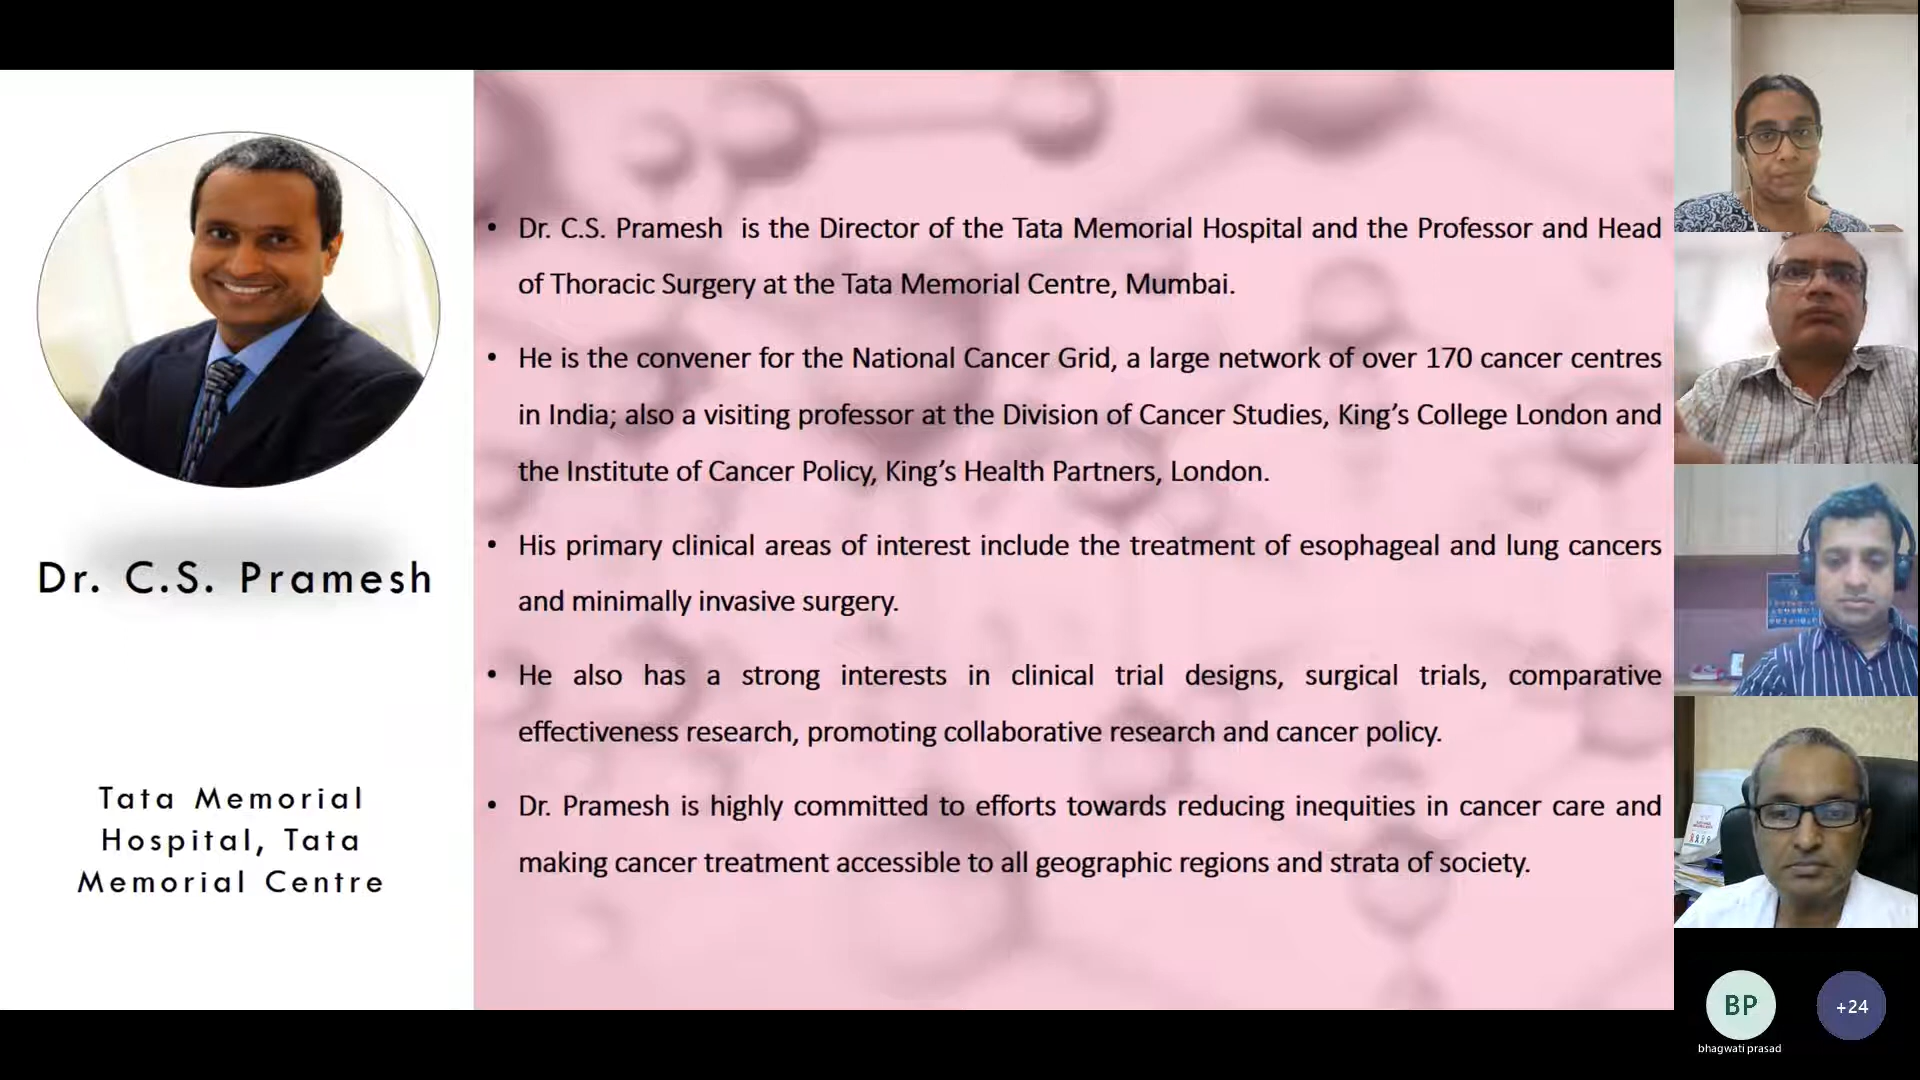 Dr. C.S. Pramesh
Tata Memorial
Hospital, Tata
Memorial Centre
• Dr. C.S. Pramesh is the Director of the Tata Memorial Hospital and the Professor and Head
of Thoracic Surgery at the Tata Memorial Centre, Mumbai.
• He is the convener for the National Cancer Grid, a large network of over 170 cancer centres
in India; also a visiting professor at the Division of Cancer Studies, King’s College London and
the Institute of Cancer Policy, King’s Health Partners, London.
• His primary clinical areas of interest include the treatment of esophageal and lung cancers
and minimally invasive surgery.
• He also has a strong interests in clinical trial designs, surgical trials, comparative
effectiveness research, promoting collaborative research and cancer policy.
• Dr. Pramesh is highly committed to efforts towards reducing inequities in cancer care and
making cancer treatment accessible to all geographic regions and strata of society.
BP
bhagwati prasad
+24